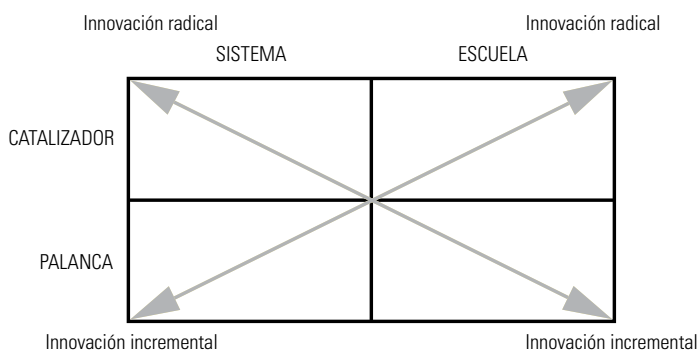 Innovación radical
Innovación radical
SISTEMA
ESCUELA
CATALIZADOR
PALANCA
Innovación incremental
Innovación incremental